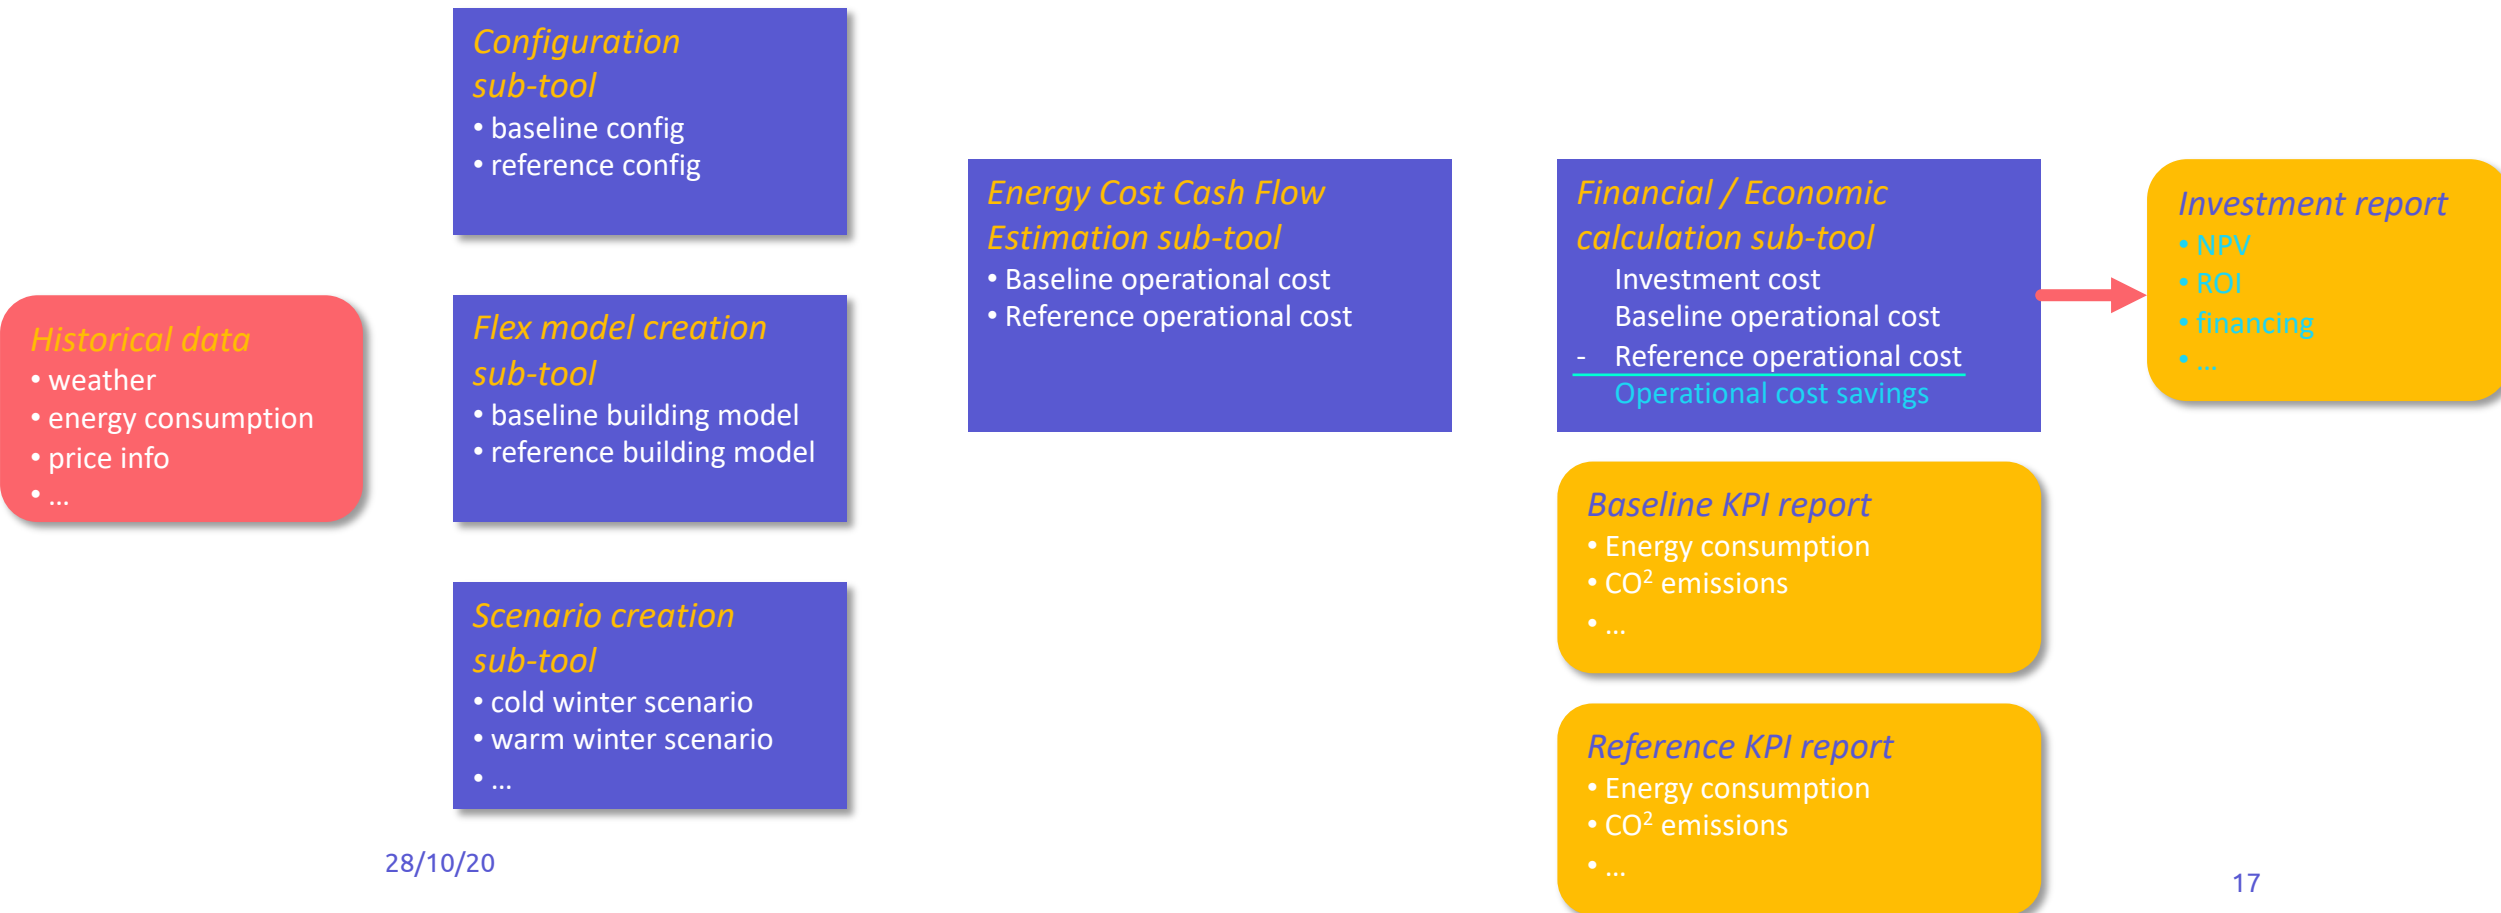 Configuration
sub-tool
• baseline config
• reference config
Historical data
• weather
• energy consumption
• price info
• ...
Flex model creation
sub-tool
• baseline building model
• reference building model
Scenario creation
sub-tool
• cold winter scenario
• warm winter scenario
• ...
Energy Cost Cash Flow
Estimation sub-tool
• Baseline operational cost
• Reference operational cost
Financial / Economic
calculation sub-tool
Investment cost
Baseline operational cost
- Reference operational cost
Operational cost savings
Investment report
• NPV
• ROI
• financing
• ...
Baseline KPI report
• Energy consumption
• CO² emissions
• ...
Reference KPI report
• Energy consumption
• CO² emissions
• ...
28/10/20
17